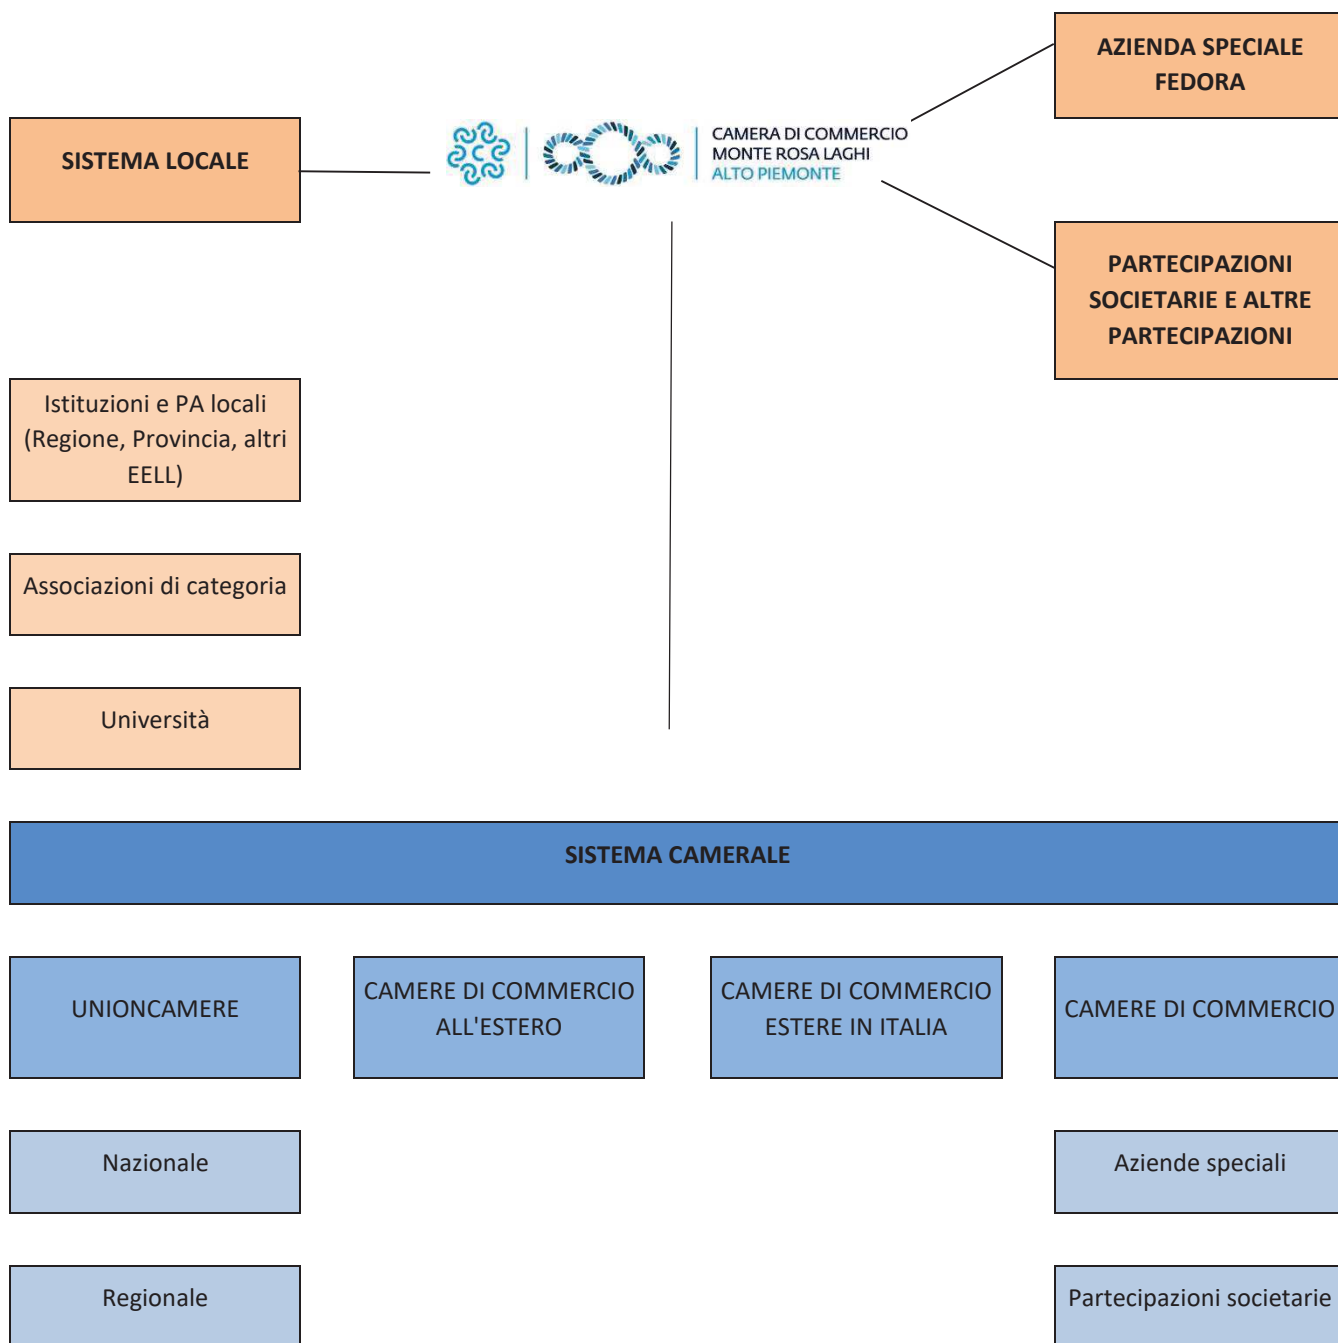 AZIENDA SPECIALE
FEDORA
SISTEMA LOCALE
CAMERA DI COMMERCIO
MONTE ROSA LAGHI
ALTO PIEMONTE
PARTECIPAZIONI
SOCIETARIE E ALTRE
PARTECIPAZIONI
Istituzioni e PA locali
(Regione, Provincia, altri
EELL)
Associazioni di categoria
Università
SISTEMA CAMERALE
UNIONCAMERE
CAMERE DI COMMERCIO
ALL'ESTERO
CAMERE DI COMMERCIO
ESTERE IN ITALIA
CAMERE DI COMMERCIO
Nazionale
Aziende speciali
Regionale
Partecipazioni societarie